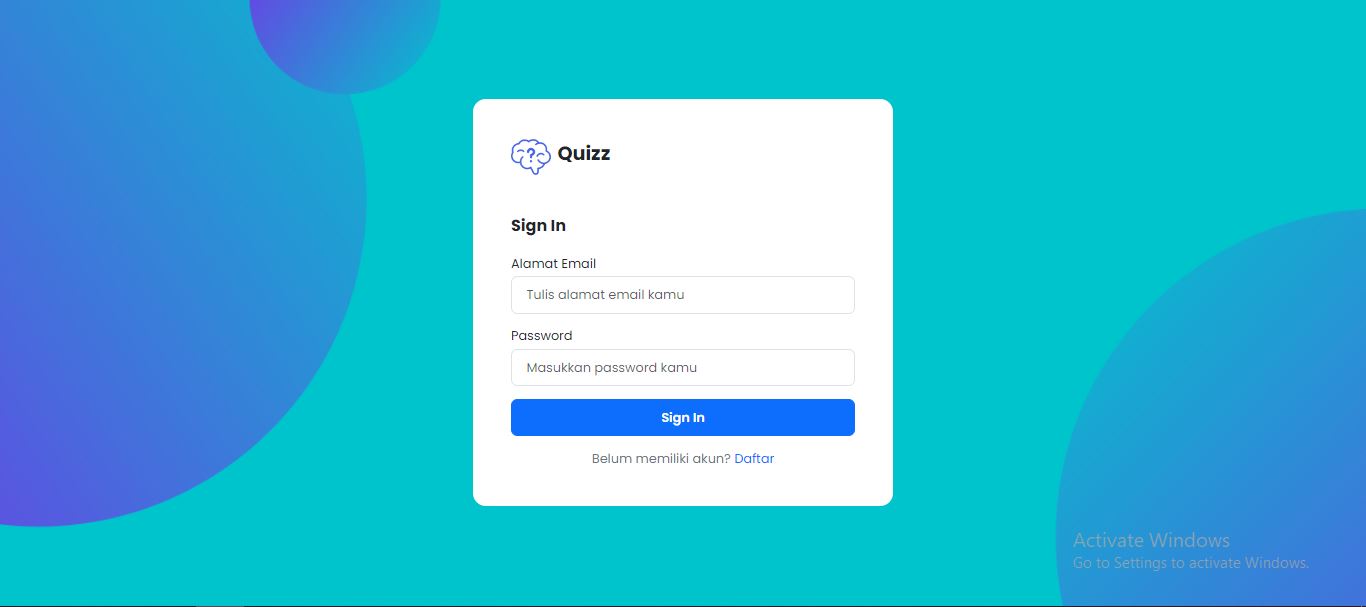 Quizz
Sign In
Alamat Email
Tulis alamat email kamu
Password
Masukkan password kamu
Sign In
Belum memiliki akun? Daftar
Activate Windows
Go to Settings to activate Windows.